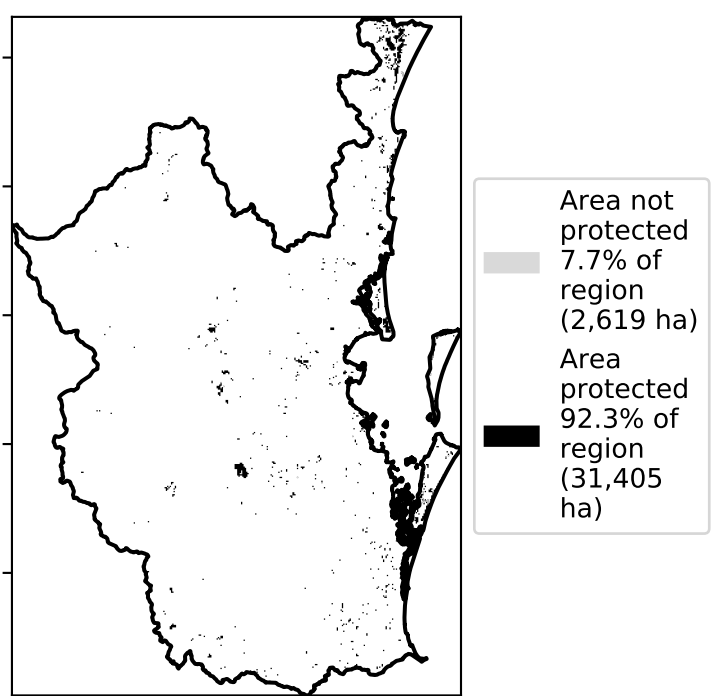 Area not
protected
7.7% of
region
(2,619 ha)
Area
protected
92.3% of
region
(31,405
ha)